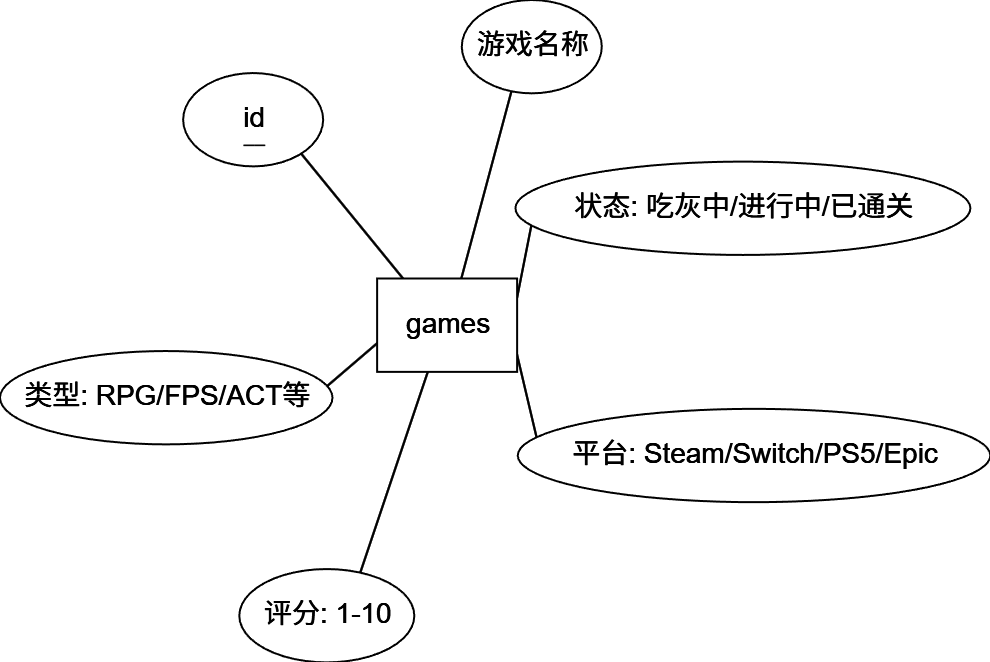 游戏名称
id
状态: 吃灰中/进行中/已通关
games
类型: RPG/FPS/ACT等
平台: Steam/Switch/PS5/Epic
评分: 1-10